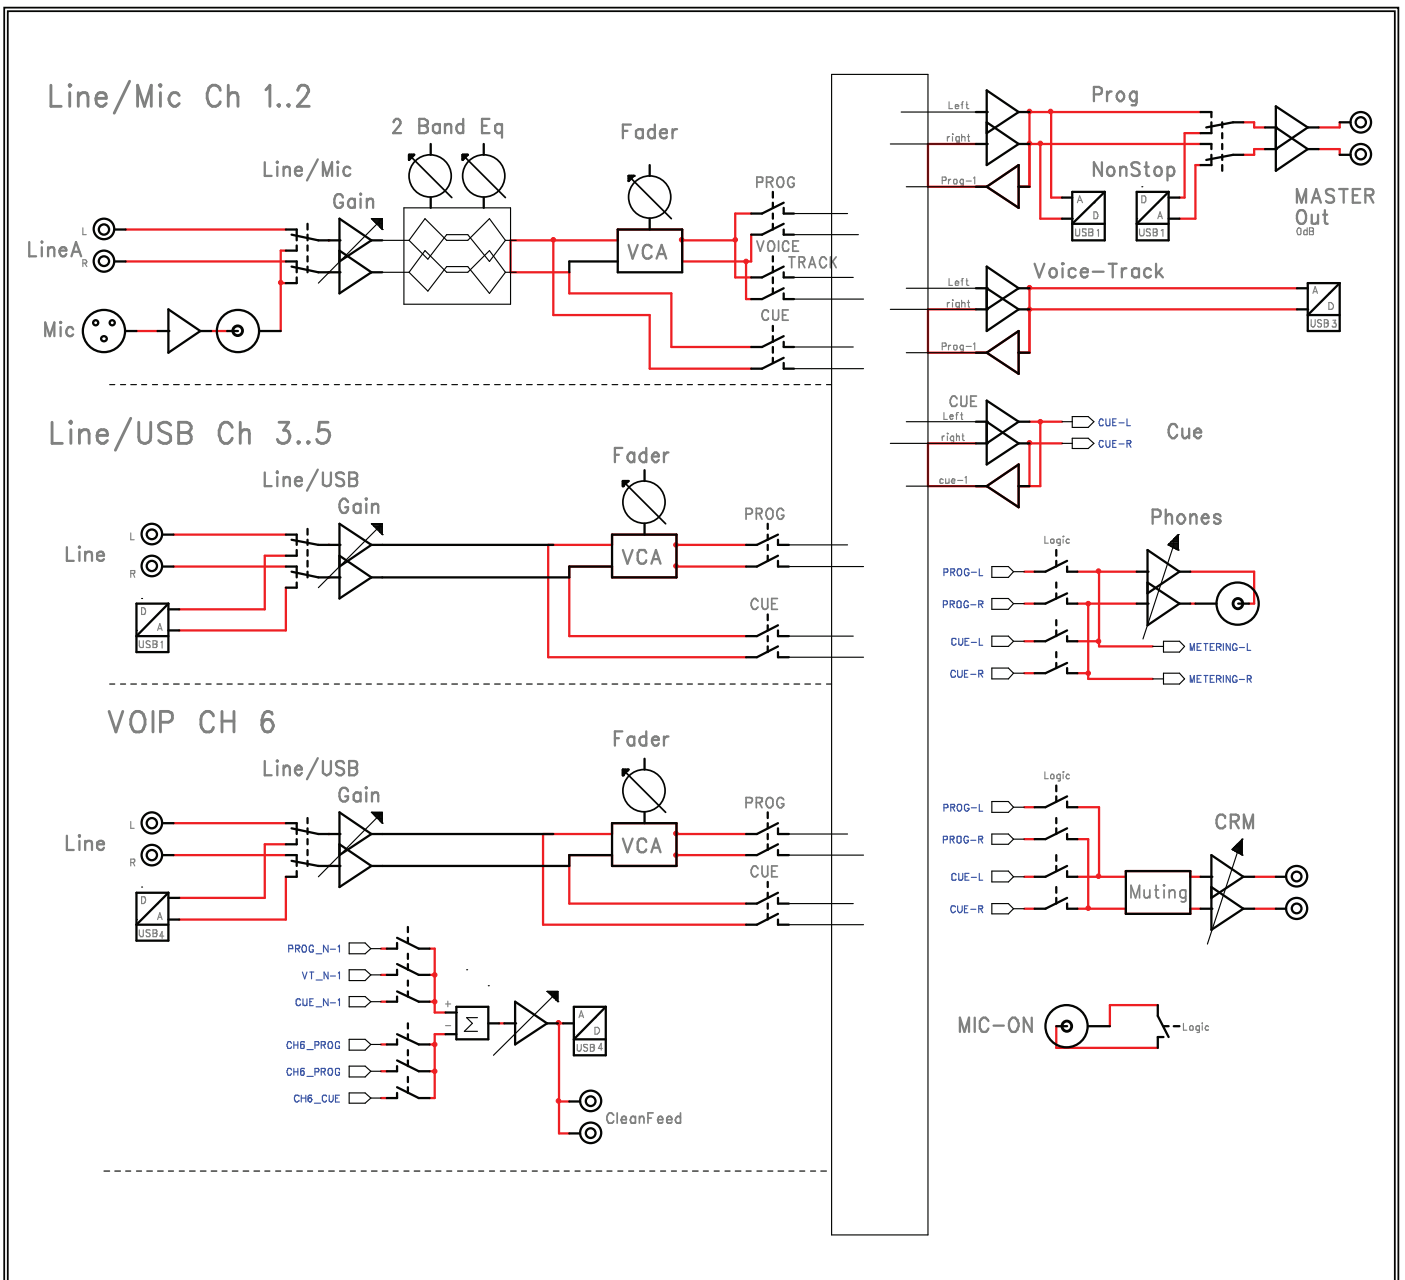 Line/Mic Ch 1..2
2 Band Eq
Fader
Line/Mic
Gain
PROG
LineA
L
R
VCA
VOICE
TRACK
Mic
CUE
Line/USB Ch 3..5
Line/USB
Gain
Fader
PROG
Line
L
R
VCA
D
A
USB1
CUE
VOIP CH 6
Line/USB
Gain
Fader
PROG
Line
L
R
VCA
CUE
D
A
USB4
PROG_N-1
VT_N-1
CUE_N-1
+
-
Σ
A
D
USB4
CH6_PROG
CH6_PROG
CH6_CUE
CleanFeed
Left
right
Prog-1
Prog
NonStop
A
D
USB1
D
A
USB1
MASTER
Out
0dB
Voice-Track
Left
right
Prog-1
A
D
USB3
CUE
Left
right
cue-1
CUE-L
CUE-R
Cue
Phones
Logic
PROG-L
PROG-R
CUE-L
CUE-R
METERING-L
METERING-R
Logic
PROG-L
PROG-R
CUE-L
CUE-R
CRM
Muting
MIC-ON
Logic